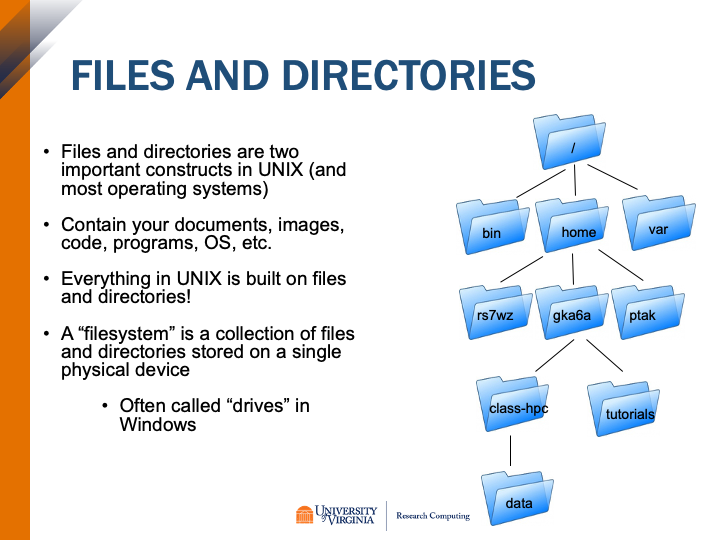 FILES AND DIRECTORIES
• Files and directories are two
important constructs in UNIX (and
most operating systems)
• Contain your documents, images,
code, programs, OS, etc.
• Everything in UNIX is built on files
and directories!
• A “filesystem” is a collection of files
and directories stored on a single
physical device
• Often called “drives” in
Windows
/
bin
home
var
rs7wz
gka6a
ptak
class-hpc
tutorials
data
UNIVERSITY
of VIRGINIA
Research Computing